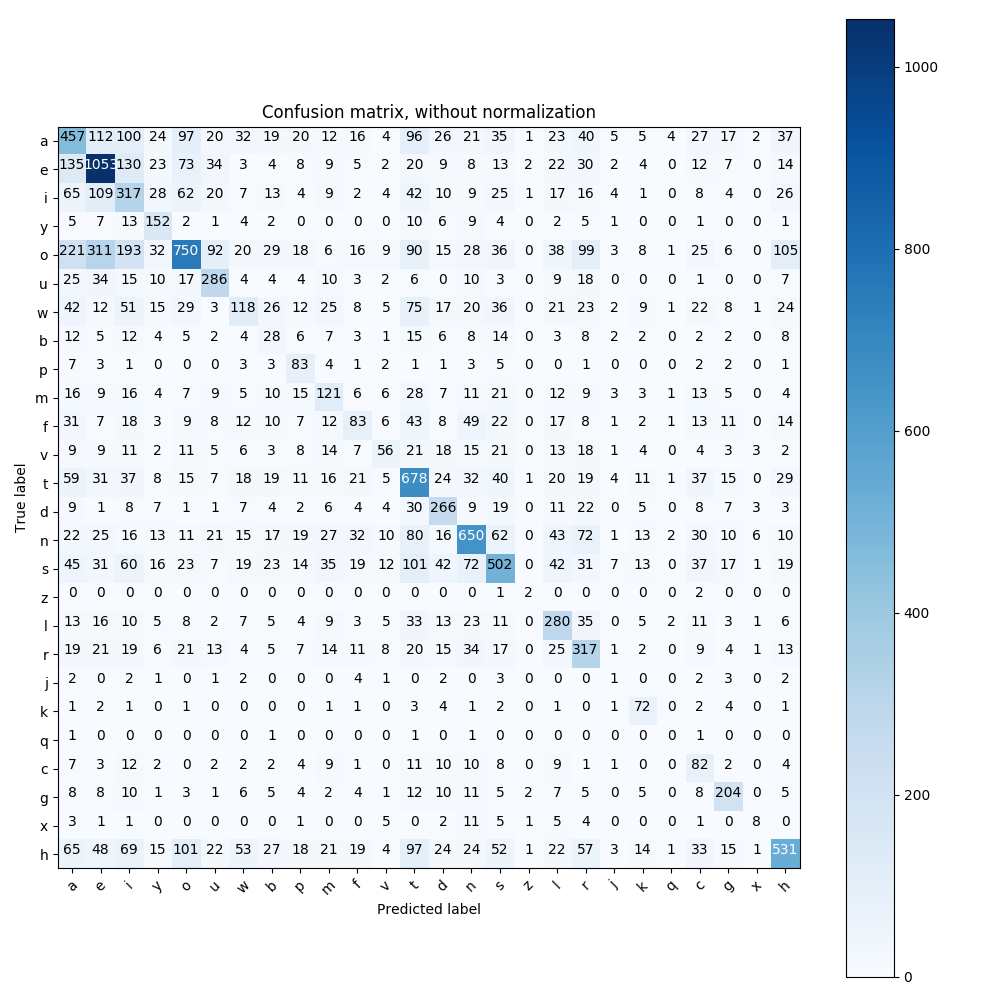 Confusion matrix, without normalization
a 457 112 100 24 97 20 32 19 20 12 16 4 96 26 21 35 1 23 40 5 5 4 27 17 2 37
e 135 1053 130 23 73 34 3 4 8 9 5 2 20 9 8 13 2 22 30 2 4 0 12 7 0 14
i 65 109 317 28 62 20 7 13 4 9 2 4 42 10 9 25 1 17 16 4 1 0 8 4 0 26
y 5 7 13 152 2 1 4 2 0 0 0 0 10 6 9 4 0 2 5 1 0 0 1 0 0 1
o 221 311 193 32 750 92 20 29 18 6 16 9 90 15 28 26 1 38 99 3 8 1 25 6 0 105
u 25 34 15 10 17 286 4 4 4 10 3 2 6 0 10 3 0 9 18 0 0 0 1 0 0 7
w 42 12 51 15 29 3 118 26 12 25 8 5 75 17 20 36 0 21 23 2 9 1 22 8 1 24
b 12 5 12 4 5 2 4 28 6 7 3 1 15 6 8 14 0 3 8 2 2 0 2 2 0 8
p 7 3 1 0 0 0 3 3 83 4 1 2 1 1 3 5 0 0 1 0 0 0 2 2 0 1
m 16 9 16 4 7 9 5 10 15 121 6 6 28 7 11 21 0 12 9 3 3 1 13 5 0 4
f 31 7 18 3 9 8 12 10 7 12 83 6 43 8 49 22 0 17 8 1 2 1 13 11 0 14
v 9 9 11 2 11 5 6 3 8 14 7 56 21 18 15 21 0 13 18 1 4 0 4 3 3 2
t 59 31 37 8 15 7 18 19 11 16 21 5 678 24 32 40 1 20 19 4 11 1 37 15 0 29
d 9 1 8 7 1 1 7 4 2 6 4 4 30 266 9 19 0 11 22 0 5 0 8 7 3 3
n 22 25 16 13 11 21 15 17 19 27 32 10 80 16 650 62 0 43 72 1 13 2 30 10 6 10
s 45 31 60 16 23 7 19 23 14 35 19 12 101 42 72 502 0 42 31 7 13 0 37 17 1 19
z 0 0 0 0 0 0 0 0 0 0 0 0 0 0 0 1 2 0 0 0 0 0 2 0 0 0
l 13 16 10 5 8 2 7 5 4 9 3 5 33 13 23 11 0 280 35 0 5 2 11 3 1 6
r 19 21 19 6 21 13 4 5 7 14 11 8 20 15 34 17 0 25 317 1 2 0 9 4 1 13
j 2 0 2 1 0 1 2 0 0 0 4 1 0 2 0 3 0 0 0 1 0 0 2 3 0 2
k 1 2 1 0 1 0 0 0 0 1 1 0 3 4 1 2 0 1 0 1 72 0 2 4 0 1
q 1 0 0 0 0 0 0 1 0 0 0 0 1 0 1 0 0 0 0 0 0 0 1 0 0 0
c 7 3 12 2 0 2 2 2 4 9 1 0 11 10 10 8 0 9 1 1 0 0 82 2 0 4
g 8 8 10 1 3 1 6 5 4 2 4 1 12 10 11 5 2 7 5 0 0 0 8 204 0 5
x 3 1 1 0 0 0 0 0 1 0 0 5 0 2 11 5 1 5 4 0 0 0 1 0 8 0
h 65 48 69 15 101 22 53 27 18 21 19 4 97 24 24 52 1 22 57 3 14 1 33 15 1 531
a e i y o u w b p m f v t d n s z l r j k q c g x h
Predicted label
True label
1000
800
600
400
200
0